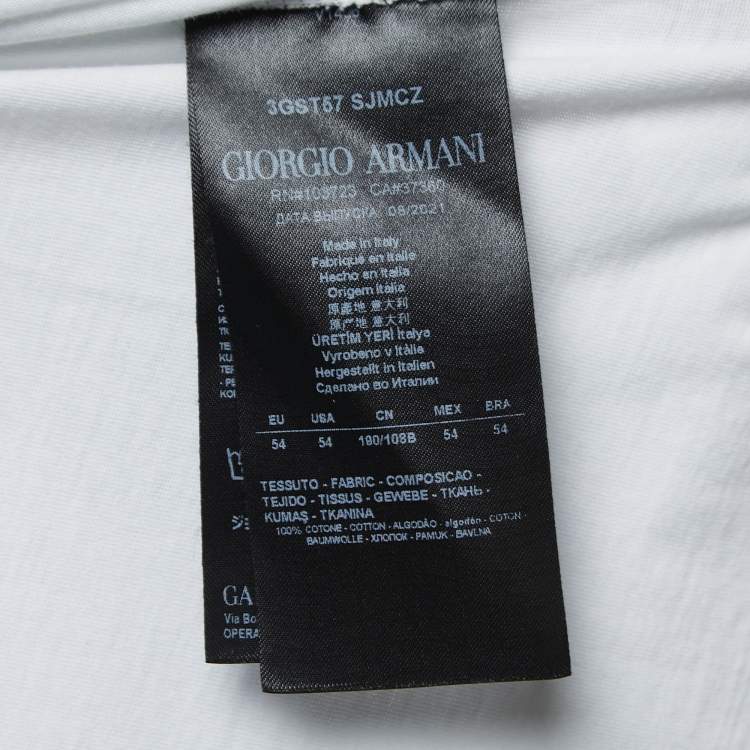 3GST57 SJMCZ
GIORGIO ARMANI
RN#103723 CA#37360
ДАТА ВЫПУСКА 08/2021
Made in Italy
Fabriqué en Italie
Hecho en Italia
Origem Italia
原產地 意大利
原产地 意大利
ÜRETİM YERİ İtalya
Vyrobeno v Itálie
Hergestellt in Italien
Сделано во Италии
EU USA CN MEX BRA
54 54 190/108B 54 54
TESSUTO - FABRIC - COMPOSICAO -
TEJIDO - TISSUS - GEWEBE - ТКАНЬ -
KUMAŞ - TKANINA
100% COTONE - COTTON - ALGODÃO - algodón - COTON -
BAUMWOLLE - ХЛОПОК - PAMUK - BAVLNA
GA
Via Bo
OPERA